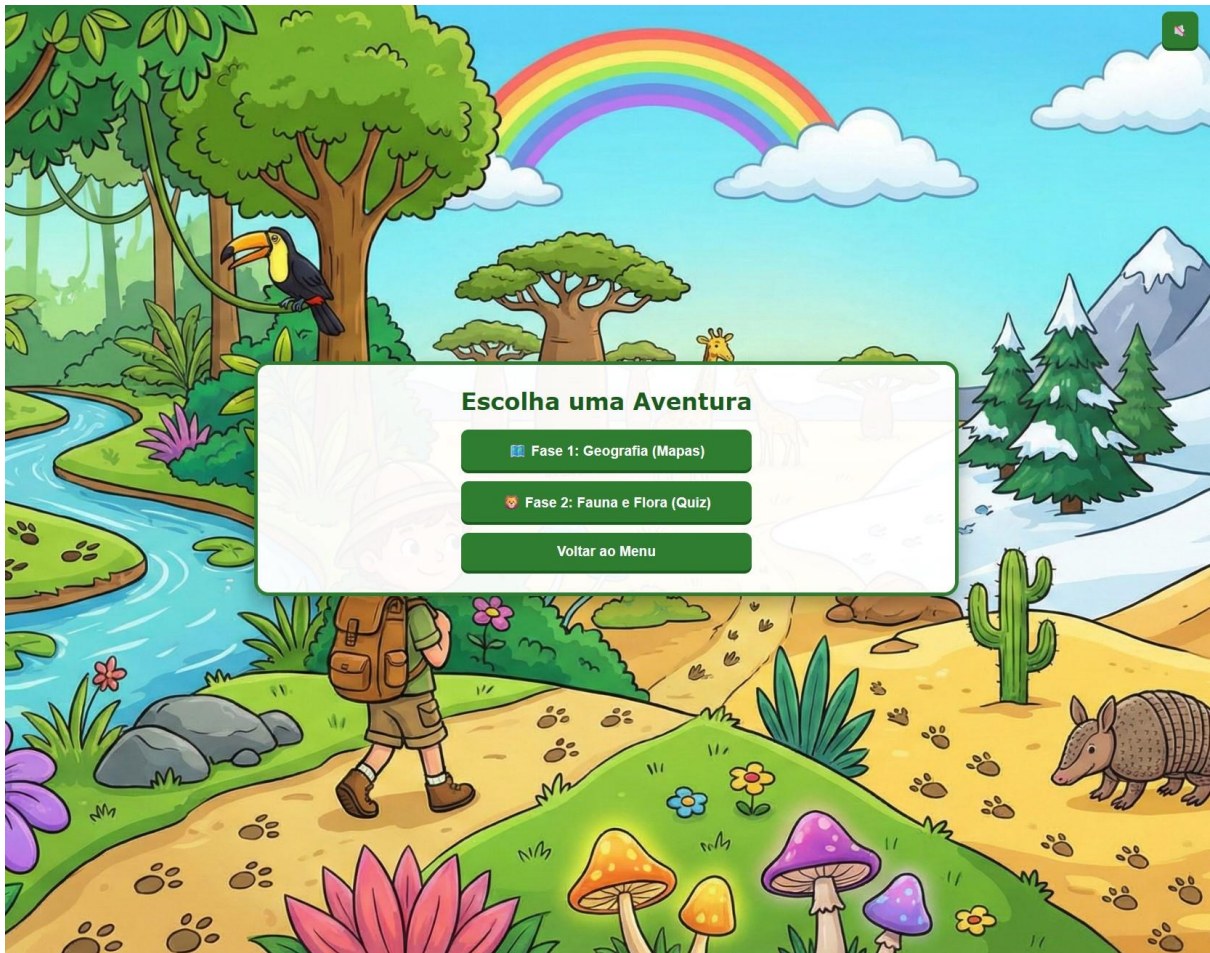 Escolha uma Aventura
Fase 1: Geografia (Mapas)
Fase 2: Fauna e Flora (Quiz)
Voltar ao Menu